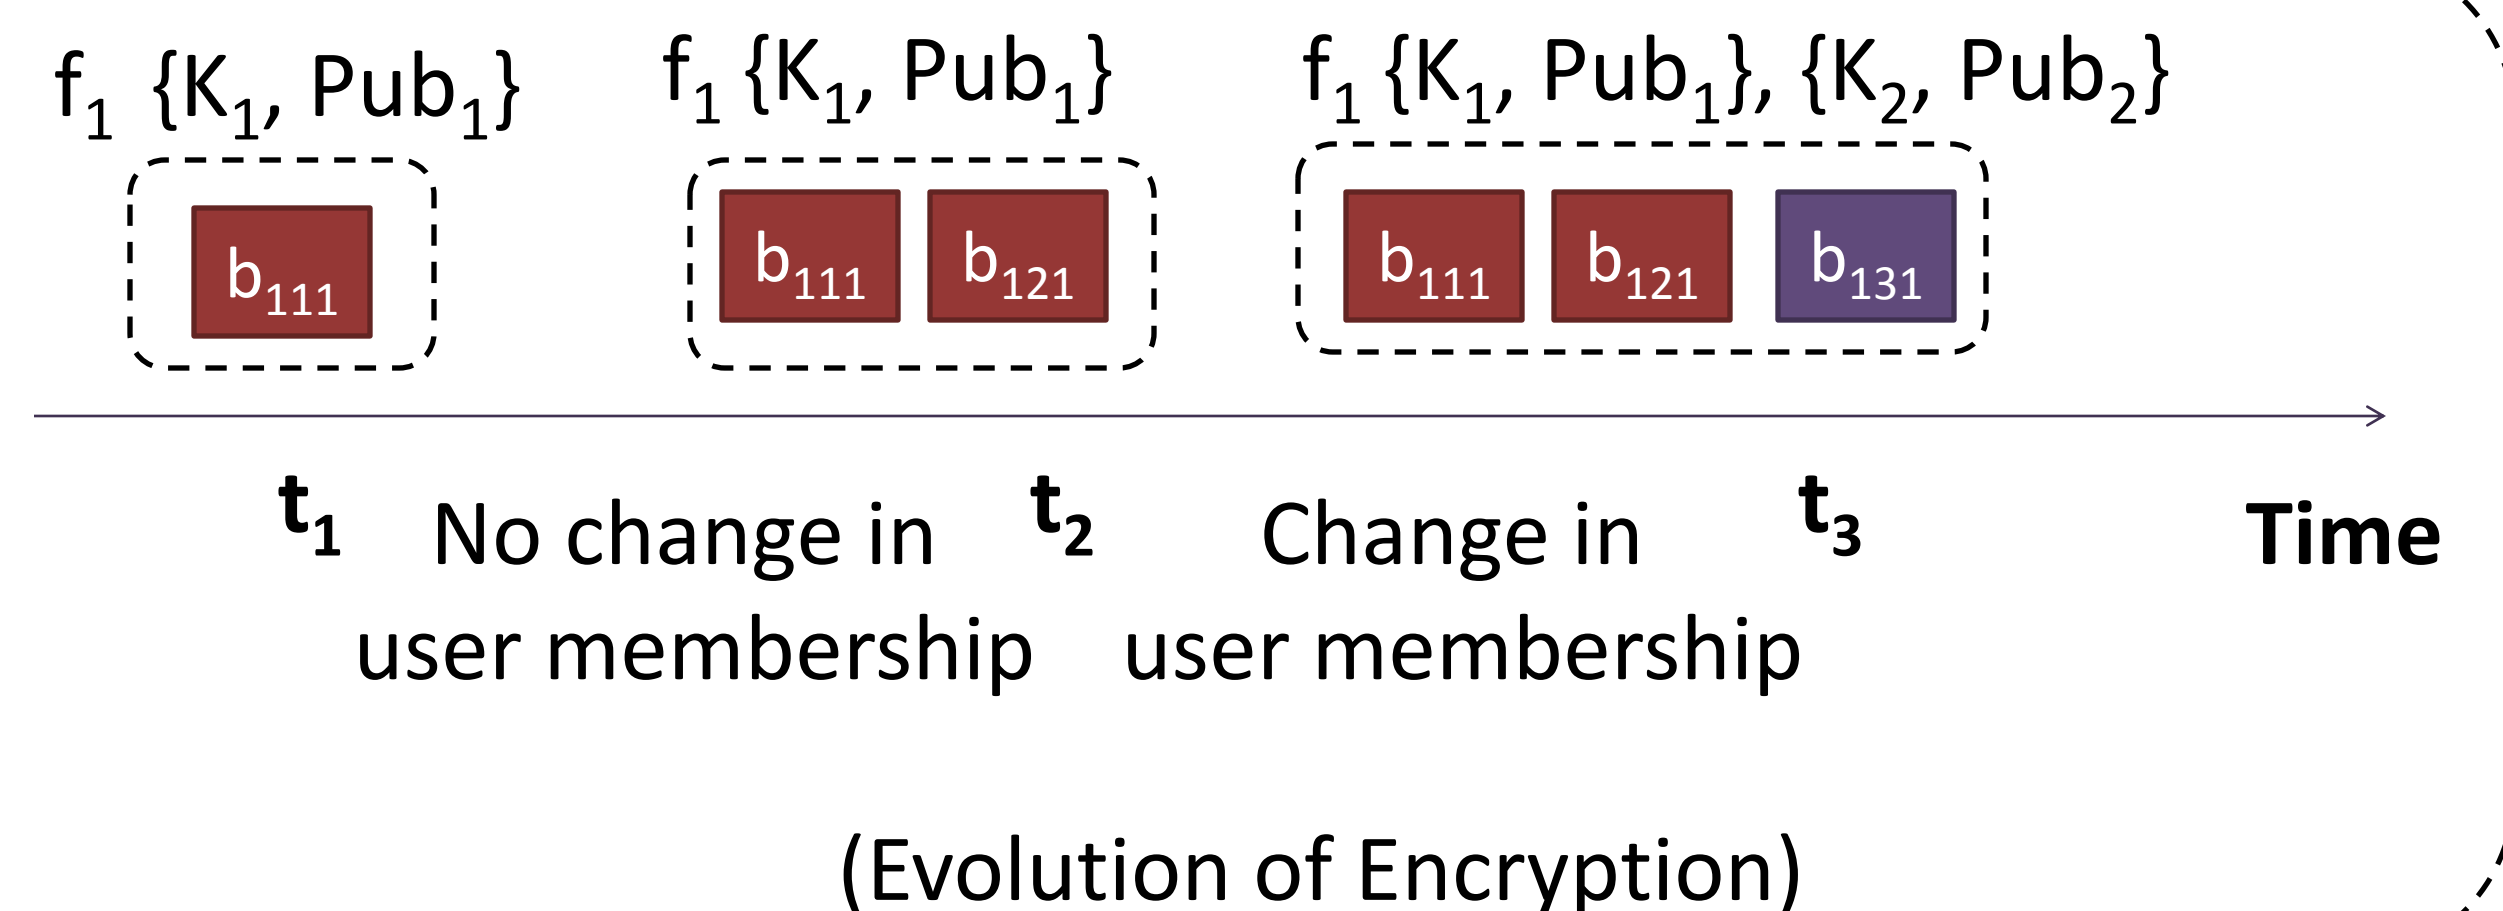 f₁ {K₁, Pub₁} f₁ {K₁, Pub₁} f₁ {K₁, Pub₁}, {K₂, Pub₂}
b₁₁₁ b₁₁₁ b₁₂₁ b₁₁₁ b₁₂₁ b₁₃₁
t₁ No change in t₂ Change in t₃ Time
user membership user membership
(Evolution of Encryption)